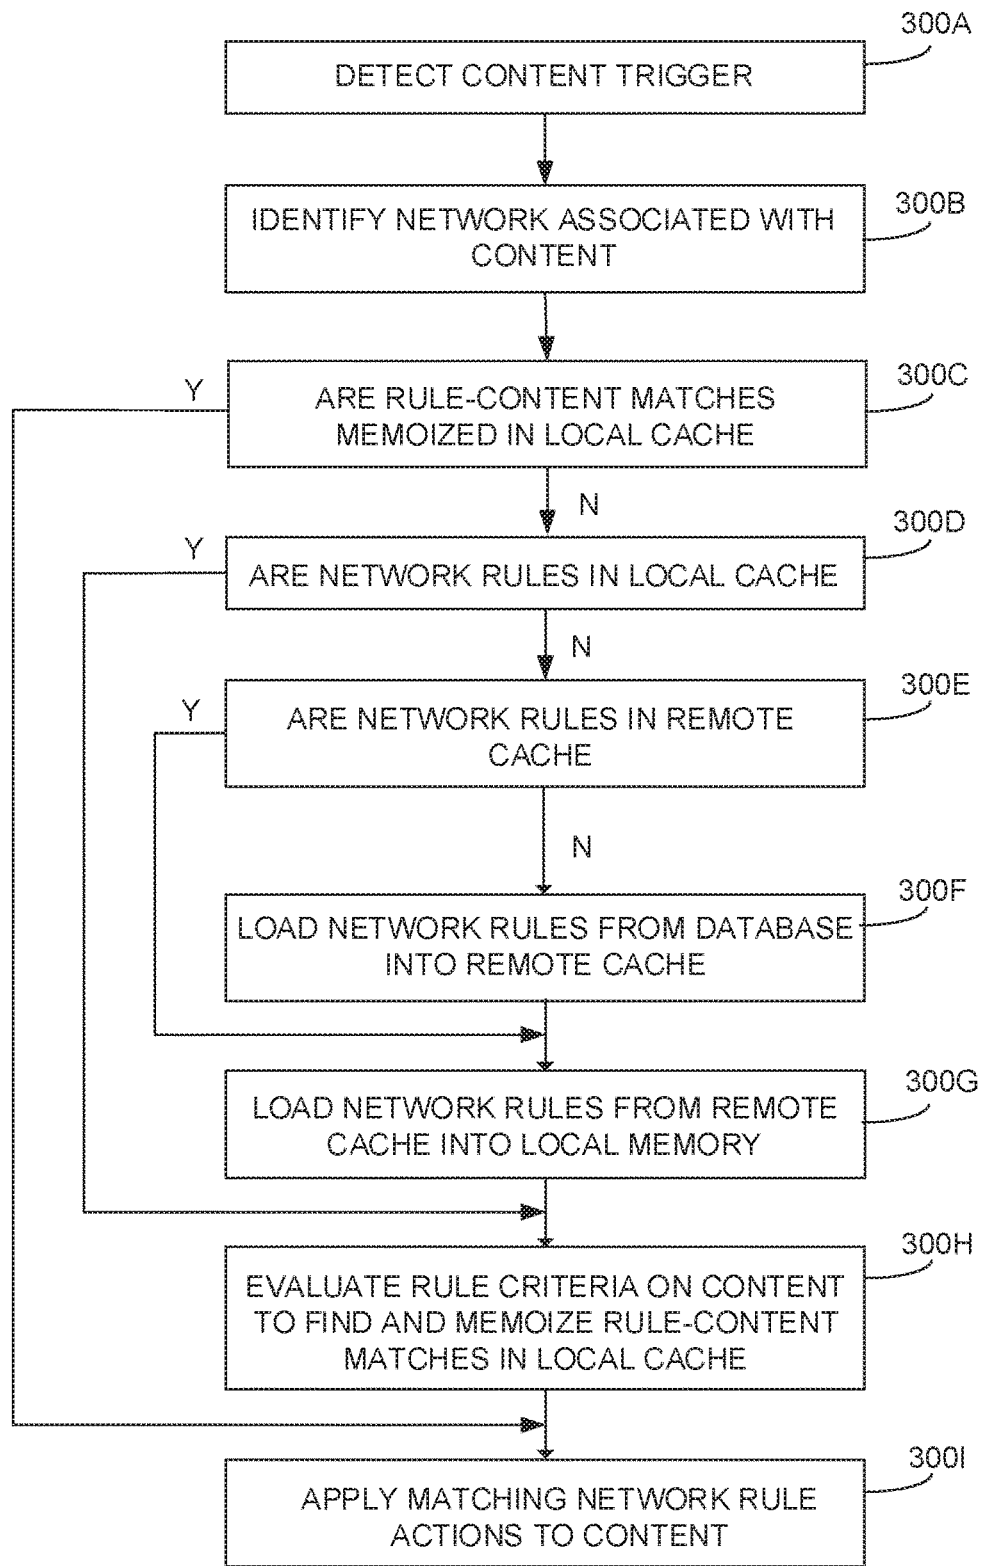 300A
DETECT CONTENT TRIGGER
300B
IDENTIFY NETWORK ASSOCIATED WITH
CONTENT
300C
Y
ARE RULE-CONTENT MATCHES
MEMOIZED IN LOCAL CACHE
N
300D
Y
ARE NETWORK RULES IN LOCAL CACHE
N
300E
Y
ARE NETWORK RULES IN REMOTE
CACHE
N
300F
LOAD NETWORK RULES FROM DATABASE
INTO REMOTE CACHE
300G
LOAD NETWORK RULES FROM REMOTE
CACHE INTO LOCAL MEMORY
300H
EVALUATE RULE CRITERIA ON CONTENT
TO FIND AND MEMOIZE RULE-CONTENT
MATCHES IN LOCAL CACHE
300I
APPLY MATCHING NETWORK RULE
ACTIONS TO CONTENT